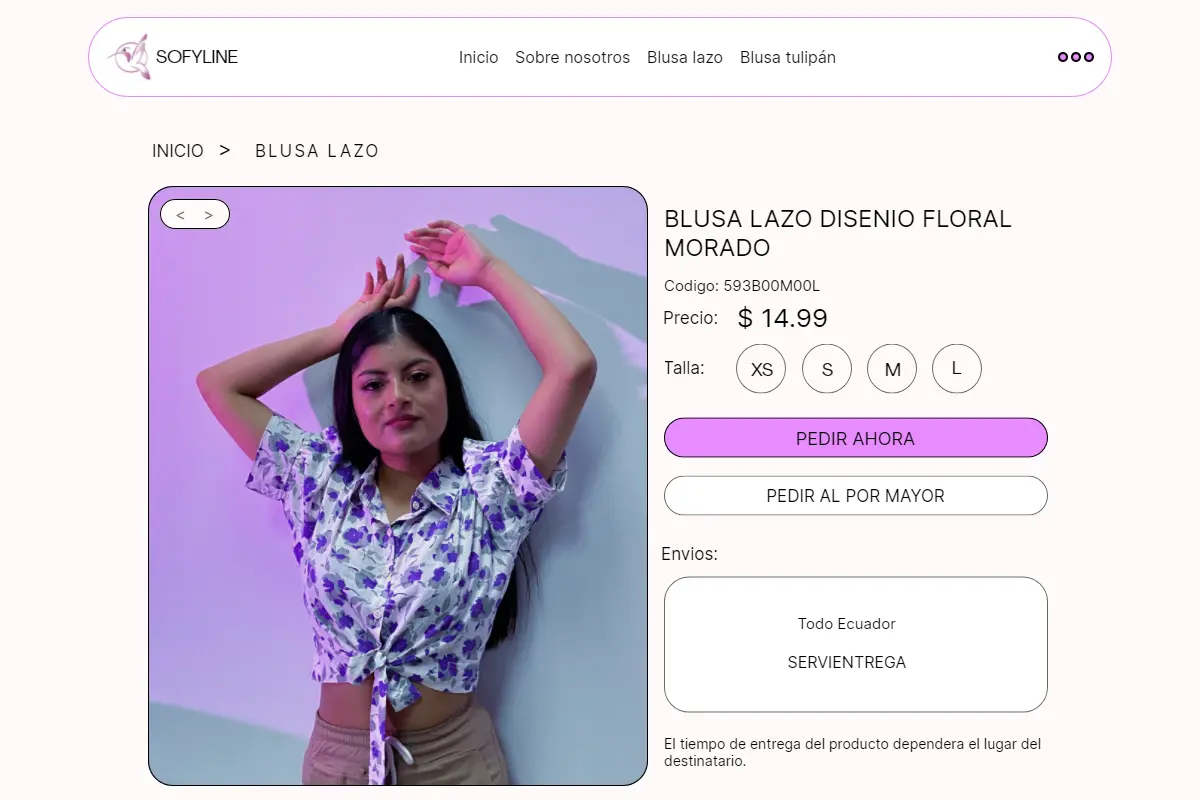 SOFYLINE
Inicio Sobre nosotros Blusa lazo Blusa tulipán
INICIO > BLUSA LAZO
< >
BLUSA LAZO DISENIO FLORAL
MORADO
Codigo: 593B00M00L
Precio: $ 14.99
Talla: XS S M L
PEDIR AHORA
PEDIR AL POR MAYOR
Envios:
Todo Ecuador
SERVIENTREGA
El tiempo de entrega del producto dependera el lugar del
destinatario.